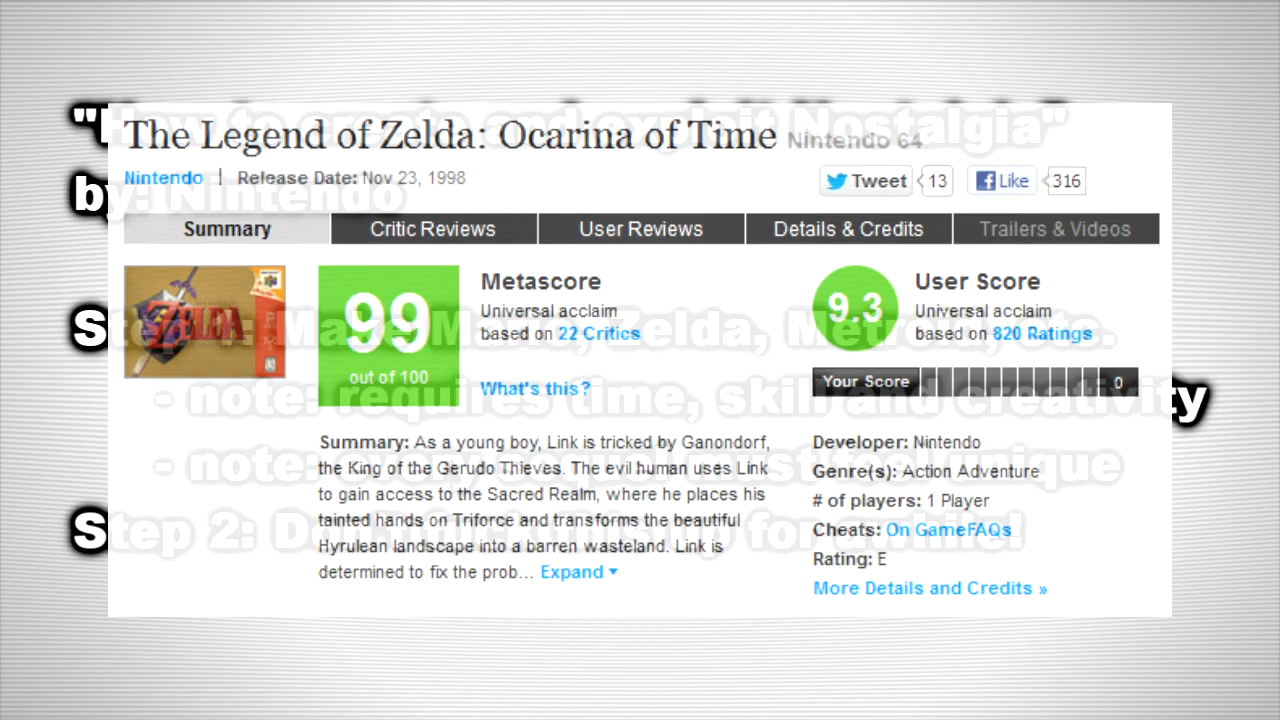 "How to create and exploit Nostalgia"
by: Nintendo
Step 1: Make Mario, Zelda, Metroid, etc.
- note: requires time, skill and creativity
- note: every sequel must feel unique
Step 2: Don't fuck this up for awhile!
The Legend of Zelda: Ocarina of Time Nintendo 64
Nintendo | Release Date: Nov 23, 1998
Tweet 13 Like 316
Summary Critic Reviews User Reviews Details & Credits Trailers & Videos
ZELDA
99
out of 100
Metascore
Universal acclaim
based on 22 Critics
What's this?
Summary: As a young boy, Link is tricked by Ganondorf,
the King of the Gerudo Thieves. The evil human uses Link
to gain access to the Sacred Realm, where he places his
tainted hands on Triforce and transforms the beautiful
Hyrulean landscape into a barren wasteland. Link is
determined to fix the prob... Expand
9.3
User Score
Universal acclaim
based on 820 Ratings
Your Score 0
Developer: Nintendo
Genre(s): Action Adventure
# of players: 1 Player
Cheats: On GameFAQs
Rating: E
More Details and Credits »